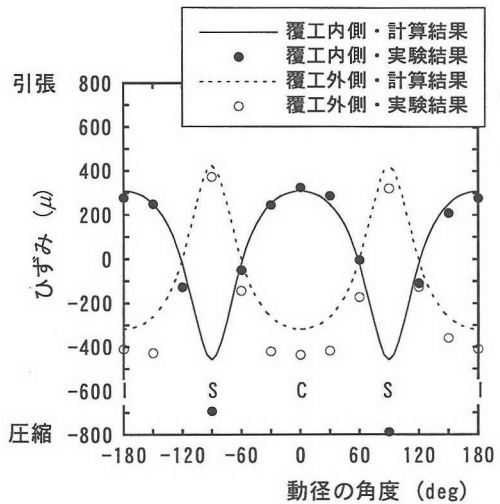 覆工内側・計算結果
覆工内側・実験結果
覆工外側・計算結果
覆工外側・実験結果
引張 800
600
400
200
0
-200
-400
-600
圧縮 -800
ひずみ (μ)
I S C S I
-180 -120 -60 0 60 120 180
動径の角度 (deg)